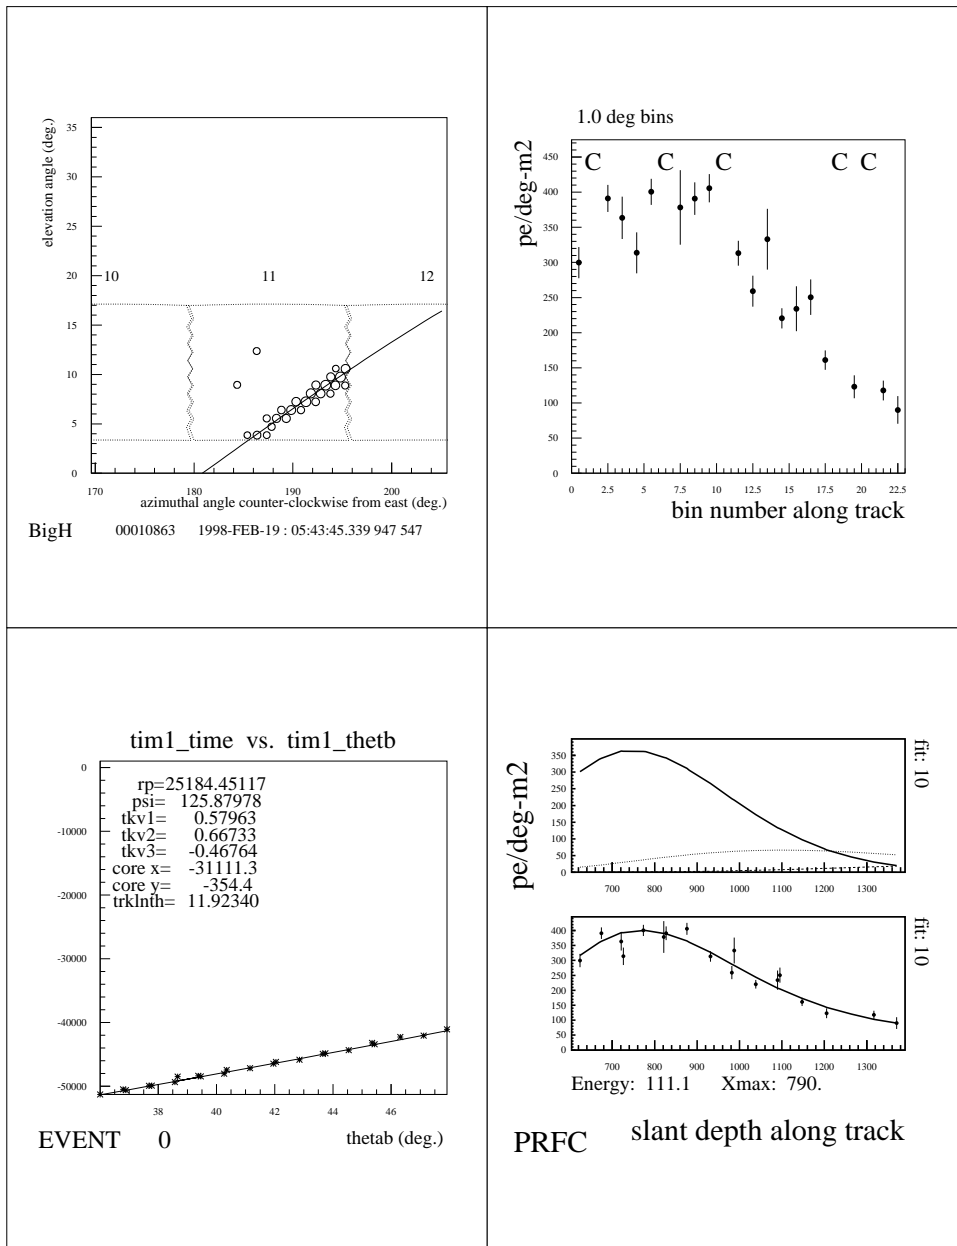 elevation angle (deg.)
35
30
25
20
15
10
5
0
10
11
12
170
180
190
200
azimuthal angle counter-clockwise from east (deg.)
BigH 00010863 1998-FEB-19 : 05:43:45.339 947 547
1.0 deg bins
pe/deg-m2
450
400
350
300
250
200
150
100
50
0
C C C C C
0 2.5 5 7.5 10 12.5 15 17.5 20 22.5
bin number along track
tim1_time vs. tim1_thetb
0
-10000
-20000
-30000
-40000
-50000
rp=25184.45117
psi= 125.87978
tkv1= 0.57963
tkv2= 0.66733
tkv3= -0.46764
core x= -31111.3
core y= -354.4
trklnth= 11.92340
38 40 42 44 46
EVENT 0 thetab (deg.)
pe/deg-m2
350
300
250
200
150
100
50
0
700 800 900 1000 1100 1200 1300
fit: 10
400
350
300
250
200
150
100
50
0
700 800 900 1000 1100 1200 1300
fit: 10
Energy: 111.1 Xmax: 790.
PRFC slant depth along track